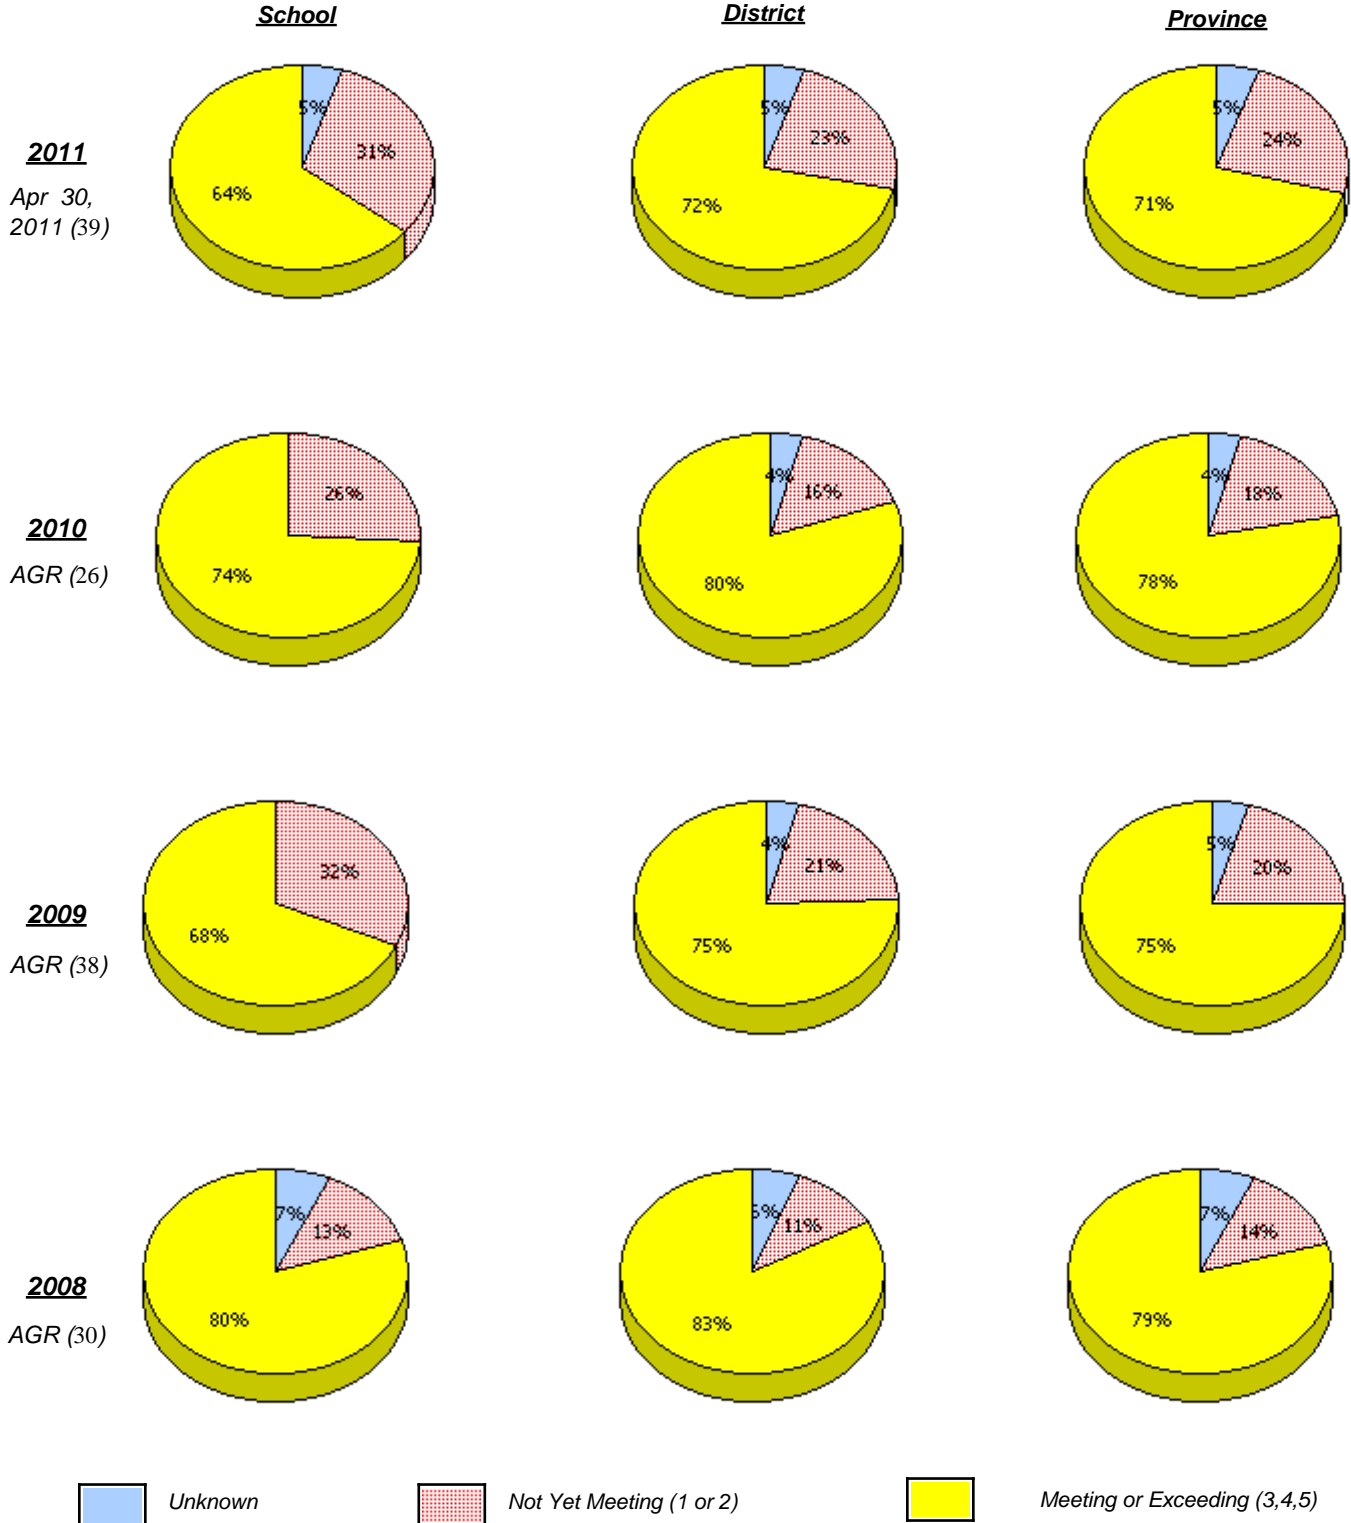 School District Province
2011
Apr 30,
2011 (39)
5% 31% 64%
5% 23% 72%
5% 24% 71%
2010
AGR (26)
26% 74%
4% 16% 80%
4% 18% 78%
2009
AGR (38)
32% 68%
4% 21% 75%
5% 20% 75%
2008
AGR (30)
7% 13% 80%
11% 83%
7% 14% 79%
Unknown Not Yet Meeting (1 or 2) Meeting or Exceeding (3,4,5)